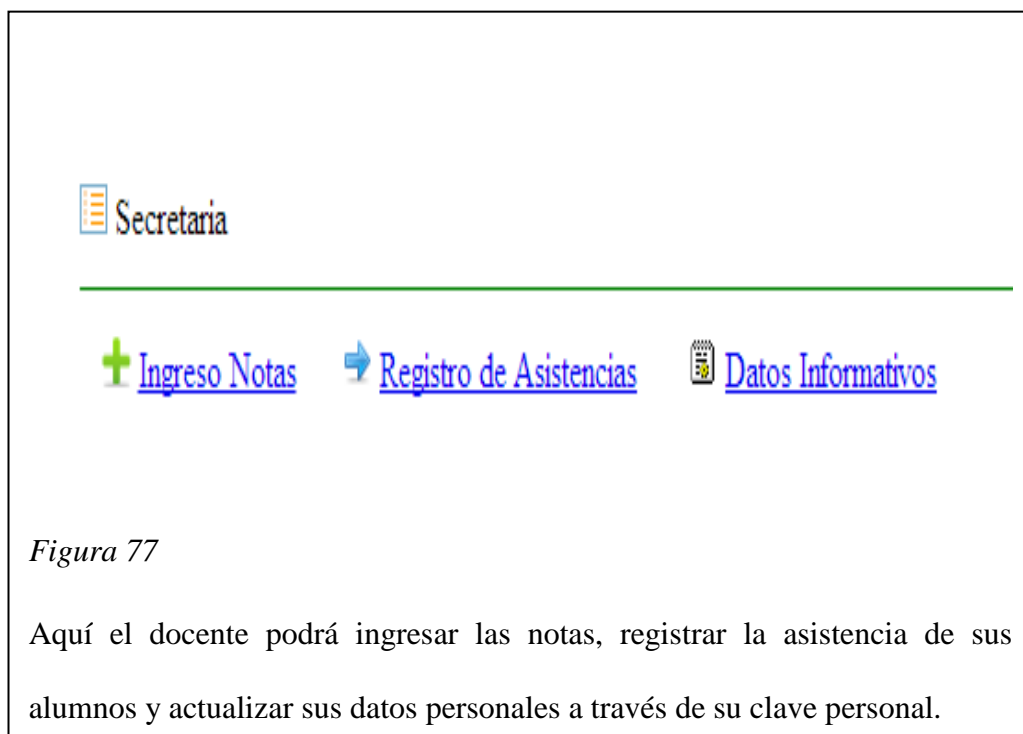 Secretaria
Ingreso Notas Registro de Asistencias Datos Informativos
Figura 77
Aquí el docente podrá ingresar las notas, registrar la asistencia de sus
alumnos y actualizar sus datos personales a través de su clave personal.